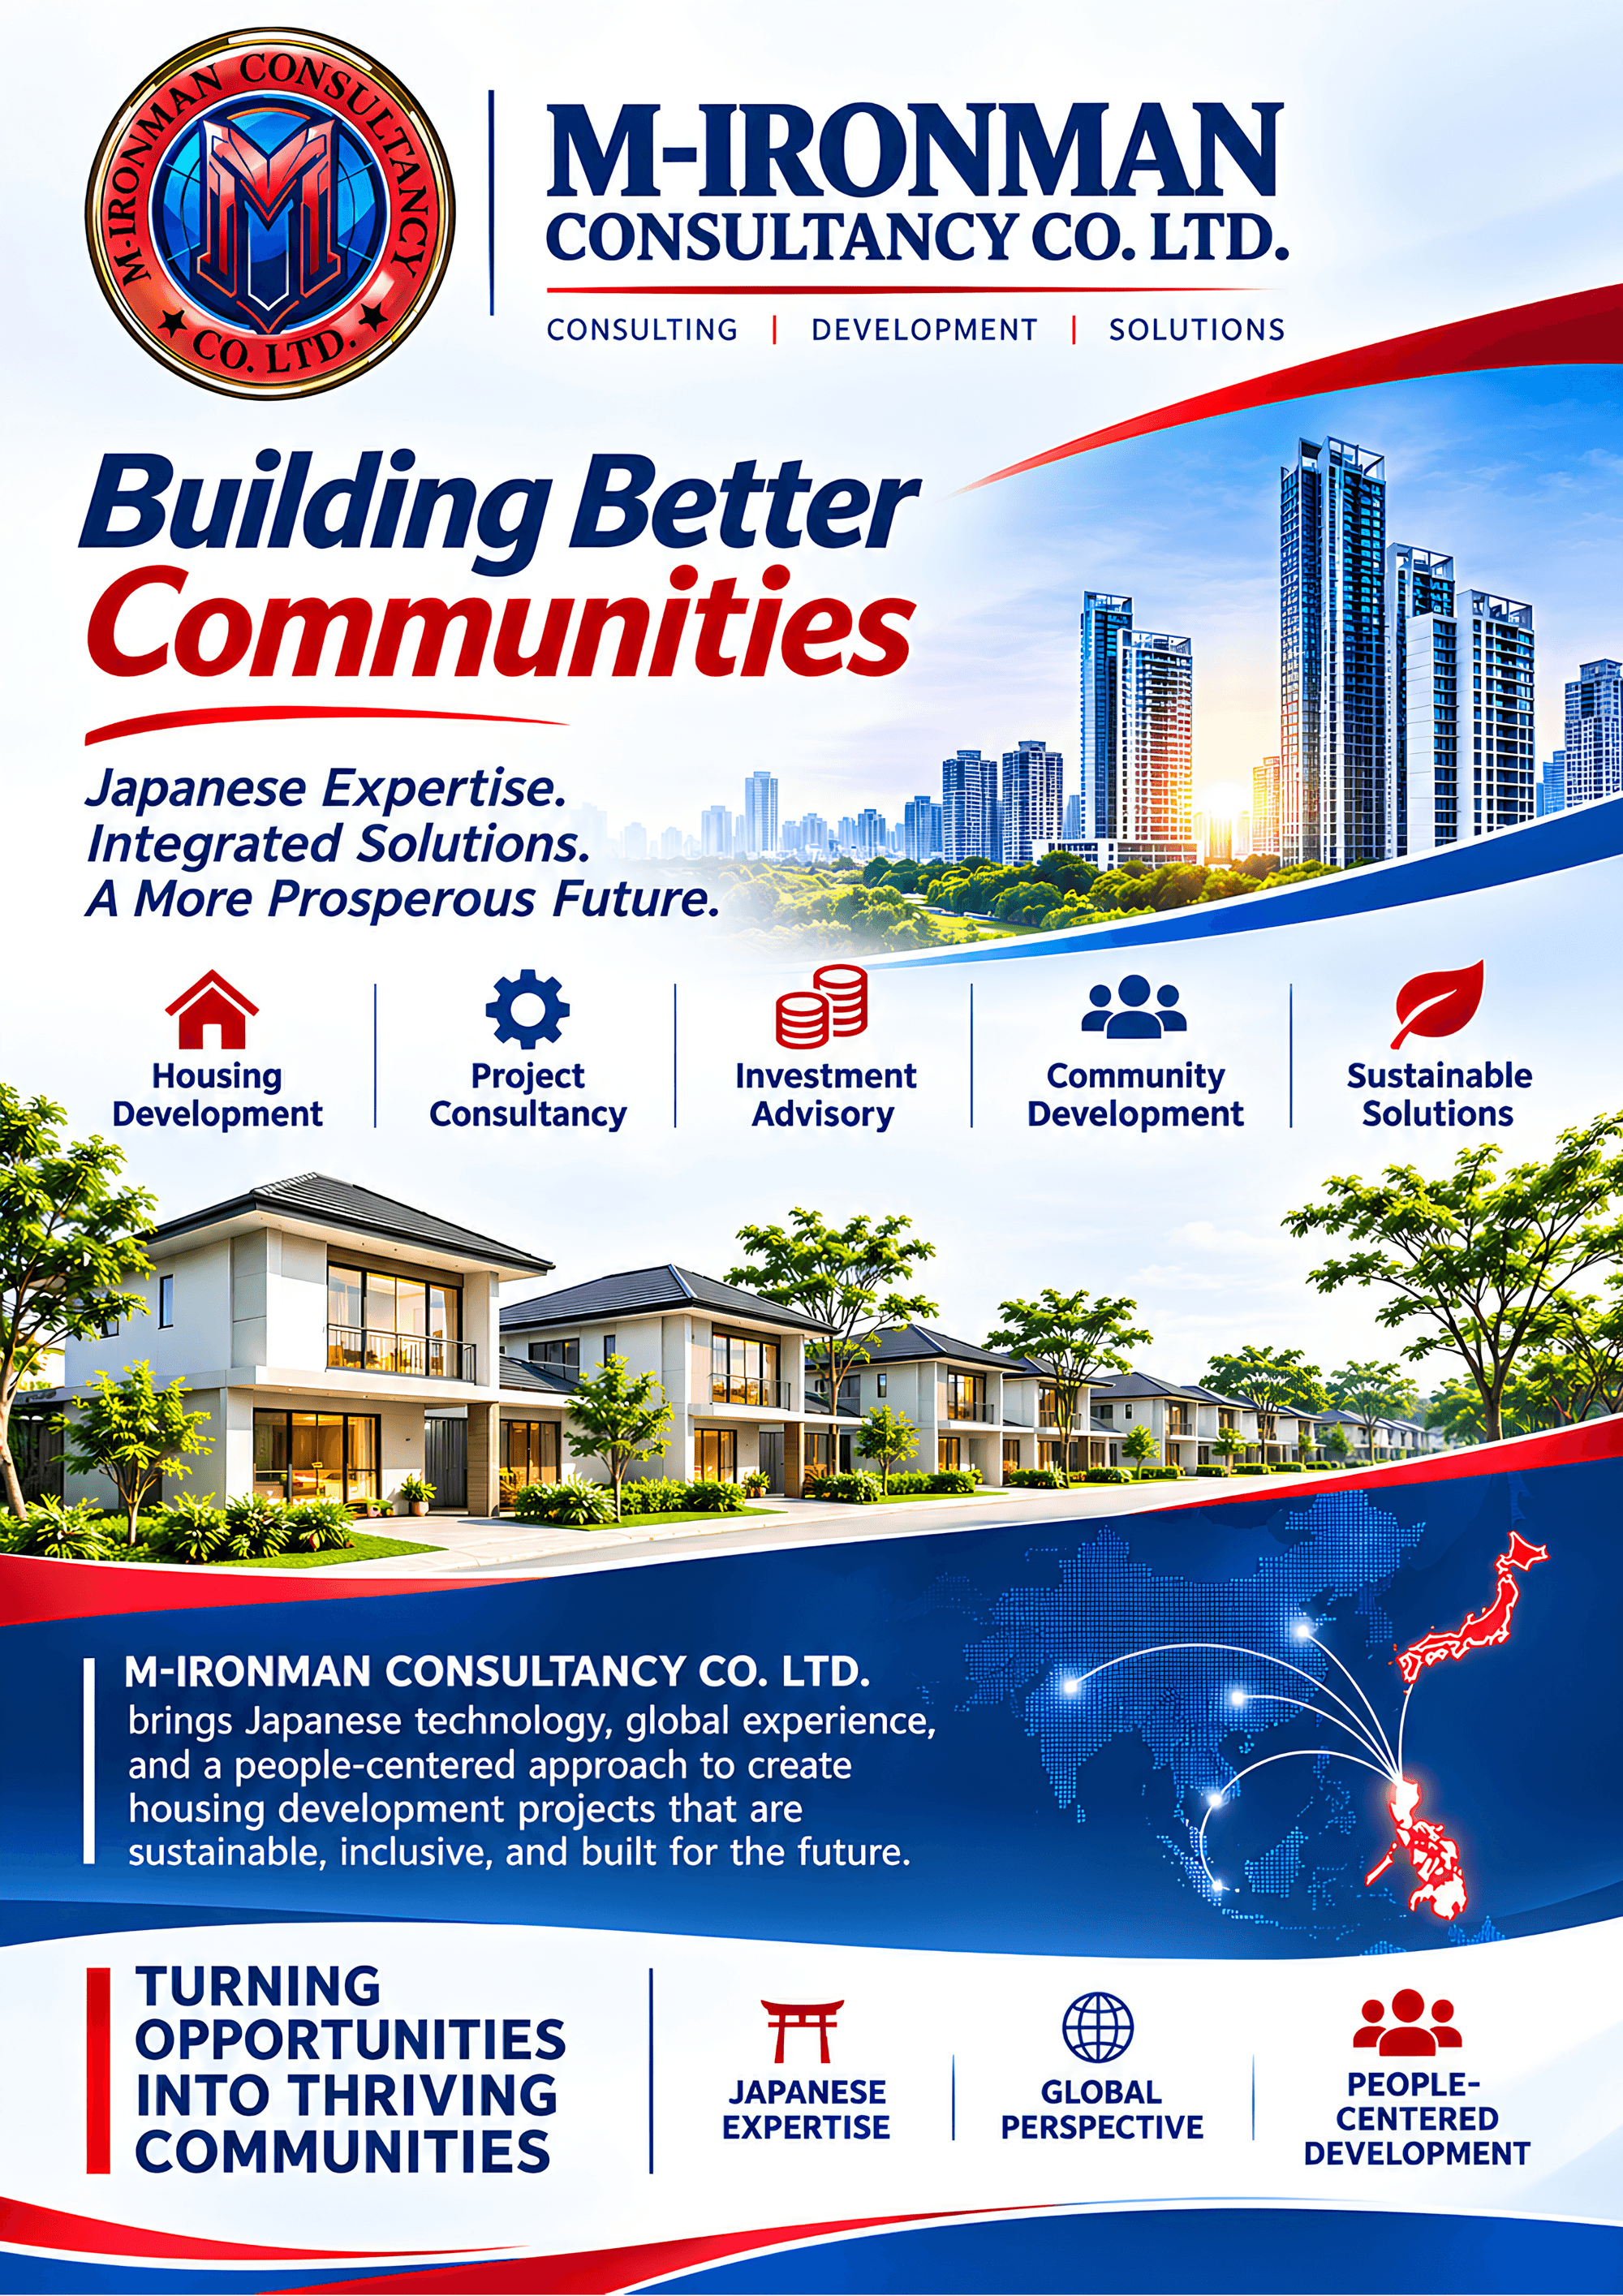 M-IRONMAN CONSULTANCY
CO. LTD.
M-IRONMAN
CONSULTANCY CO. LTD.
CONSULTING | DEVELOPMENT | SOLUTIONS
Building Better
Communities
Japanese Expertise.
Integrated Solutions.
A More Prosperous Future.
Housing
Development
Project
Consultancy
Investment
Advisory
Community
Development
Sustainable
Solutions
M-IRONMAN CONSULTANCY CO. LTD.
brings Japanese technology, global experience,
and a people-centered approach to create
housing development projects that are
sustainable, inclusive, and built for the future.
TURNING
OPPORTUNITIES
INTO THRIVING
COMMUNITIES
JAPANESE
EXPERTISE
GLOBAL
PERSPECTIVE
PEOPLE-
CENTERED
DEVELOPMENT